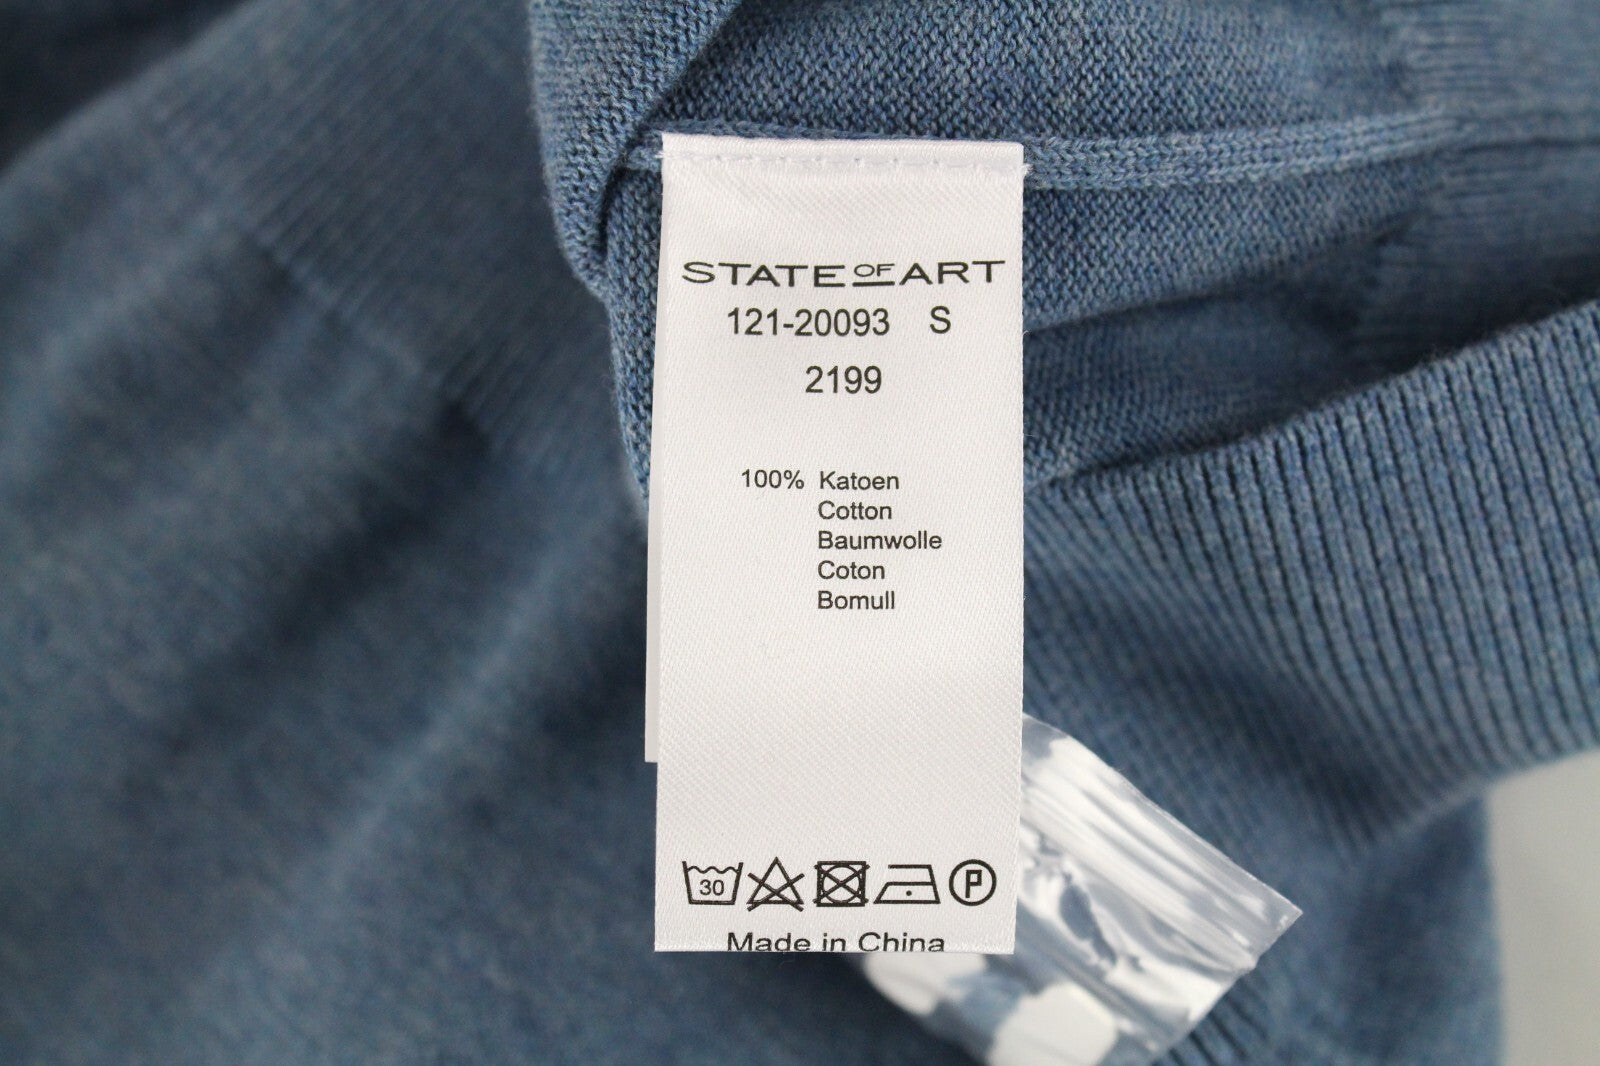 STATE OF ART
121-20093 S
2199
100% Katoen
Cotton
Baumwolle
Coton
Bomull
30 P
Made in China